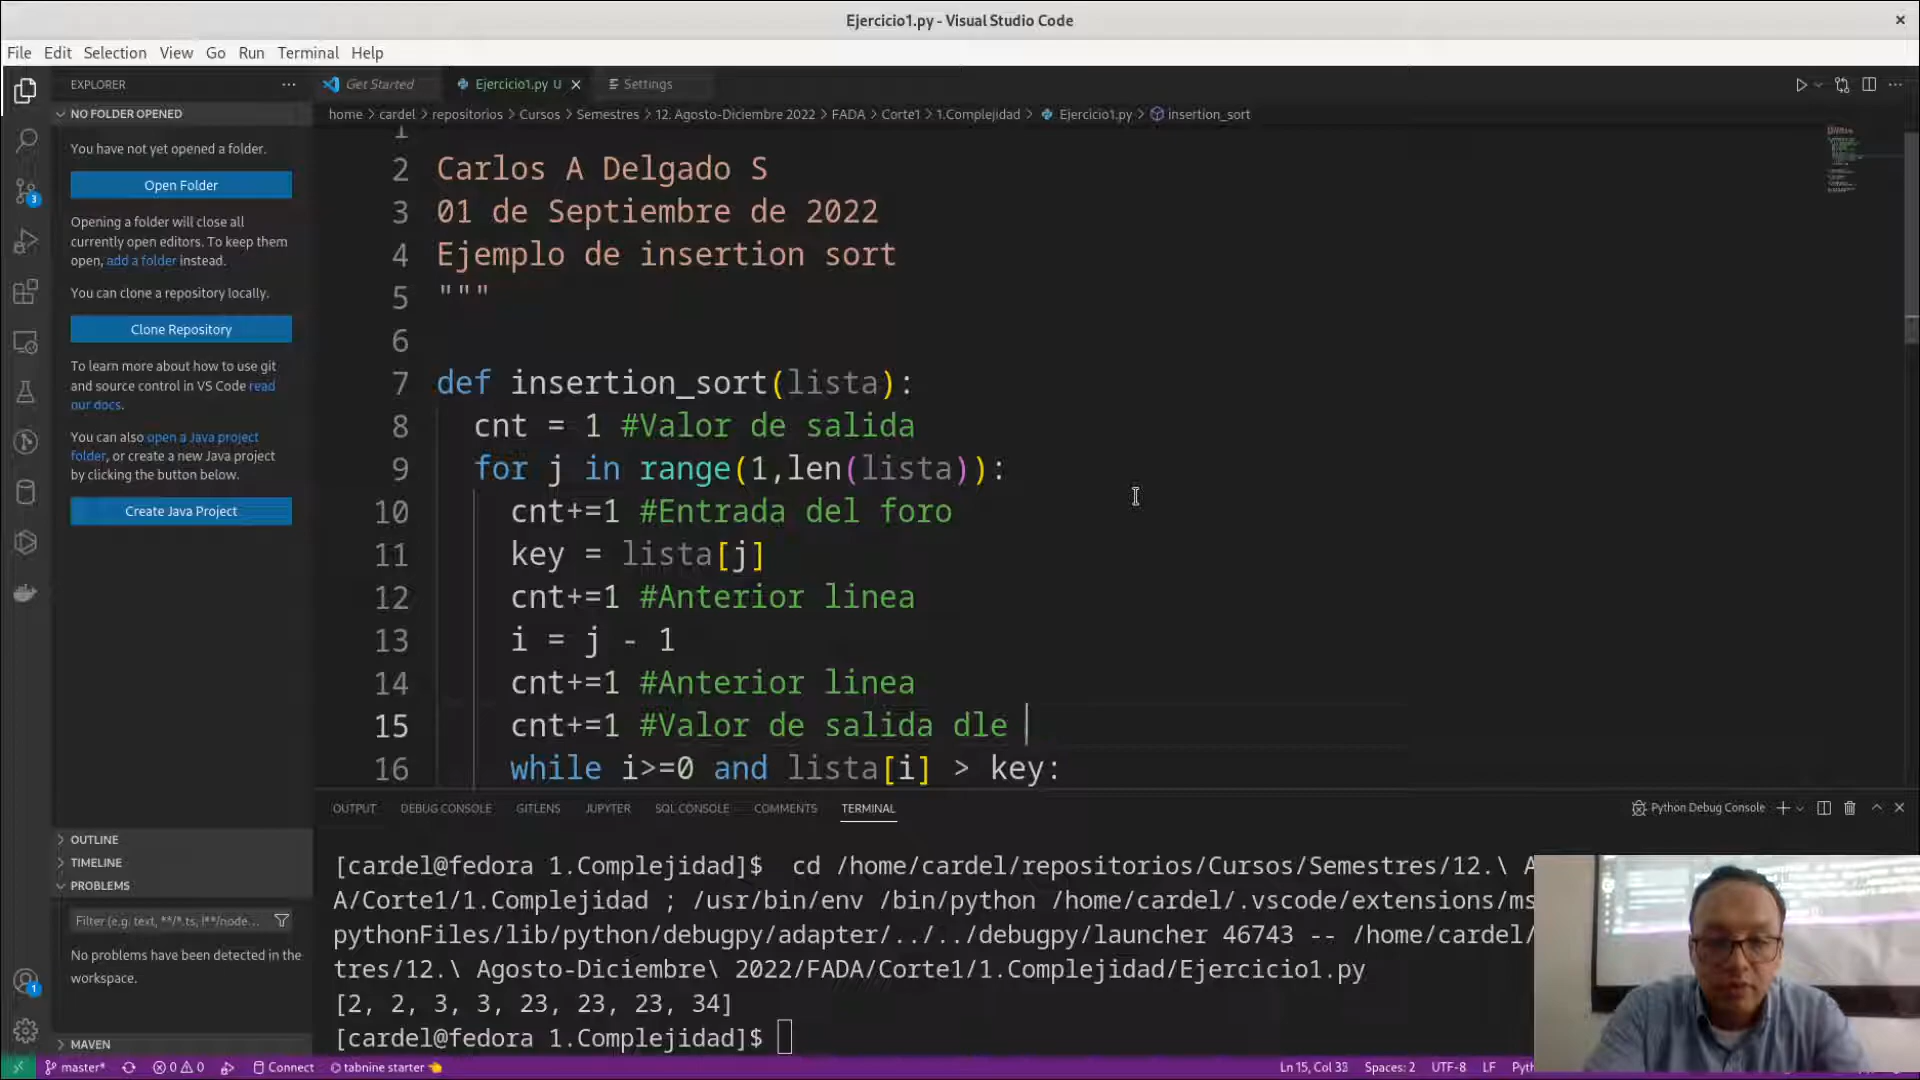 Ejercicio1.py - Visual Studio Code
File Edit Selection View Go Run Terminal Help
EXPLORER
NO FOLDER OPENED
You have not yet opened a folder.
Open Folder
Opening a folder will close all
currently open editors. To keep them
open, add a folder instead.
You can clone a repository locally.
Clone Repository
To learn more about how to use git
and source control in VS Code read
our docs.
You can also open a Java project
folder, or create a new Java project
by clicking the button below.
Create Java Project
OUTLINE
TIMELINE
PROBLEMS
Filter (e.g. text, **/*.ts, !**/node...
No problems have been detected in the
workspace.
MAVEN
3
1
Get Started Ejercicio1.py U Settings
home > cardel > repositorios > Cursos > Semestres > 12. Agosto-Diciembre 2022 > FADA > Corte1 > 1.Complejidad > Ejercicio1.py > insertion_sort
1
2 Carlos A Delgado S
3 01 de Septiembre de 2022
4 Ejemplo de insertion sort
5 """
6
7 def insertion_sort(lista):
8 cnt = 1 #Valor de salida
9 for j in range(1,len(lista)):
10 cnt+=1 #Entrada del foro
11 key = lista[j]
12 cnt+=1 #Anterior linea
13 i = j - 1
14 cnt+=1 #Anterior linea
15 cnt+=1 #Valor de salida dle
16 while i>=0 and lista[i] > key:
OUTPUT DEBUG CONSOLE GITLENS JUPYTER SQL CONSOLE COMMENTS TERMINAL Python Debug Console
[cardel@fedora 1.Complejidad]$ cd /home/cardel/repositorios/Cursos/Semestres/12.\ A
A/Corte1/1.Complejidad ; /usr/bin/env /bin/python /home/cardel/.vscode/extensions/ms
pythonFiles/lib/python/debugpy/adapter/../../debugpy/launcher 46743 -- /home/cardel/
tres/12.\ Agosto-Diciembre\ 2022/FADA/Corte1/1.Complejidad/Ejercicio1.py
[2, 2, 3, 3, 23, 23, 23, 34]
[cardel@fedora 1.Complejidad]$
master* 0 0 Connect tabnine starter Ln 15, Col 33 Spaces: 2 UTF-8 LF Pyth